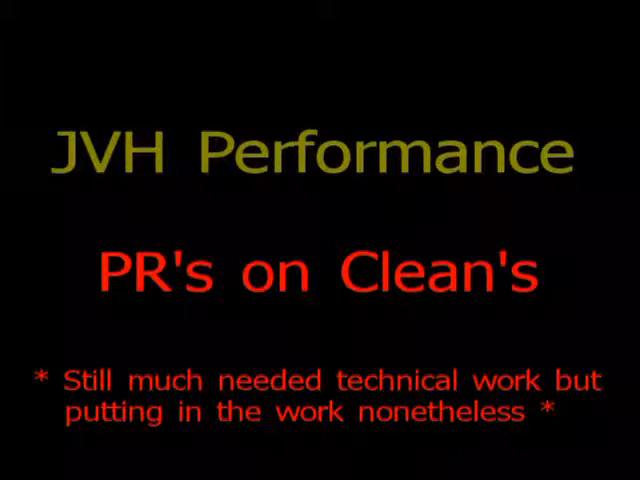 JVH Performance
PR's on Clean's
* Still much needed technical work but
putting in the work nonetheless *